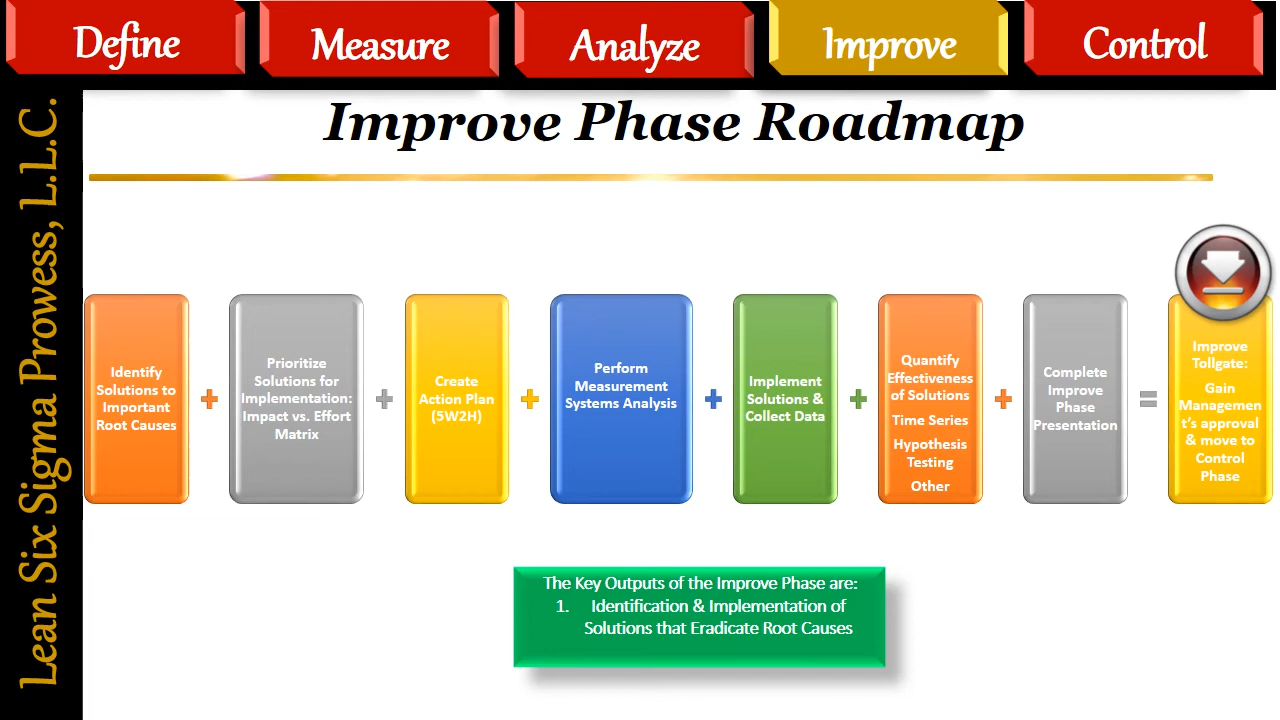 Define
Measure
Analyze
Improve
Control
Lean Six Sigma Prowess, L.L.C.
Improve Phase Roadmap
Identify
Solutions to
Important
Root Causes
+
Prioritize
Solutions for
Implementation:
Impact vs. Effort
Matrix
+
Create
Action Plan
(5W2H)
+
Perform
Measurement
Systems Analysis
+
Implement
Solutions &
Collect Data
+
Quantify
Effectiveness
of Solutions
Time Series
Hypothesis
Testing
Other
+
Complete
Improve
Phase
Presentation
=
Improve
Tollgate:
Gain
Managemen
t's approval
& move to
Control
Phase
The Key Outputs of the Improve Phase are:
1. Identification & Implementation of
Solutions that Eradicate Root Causes